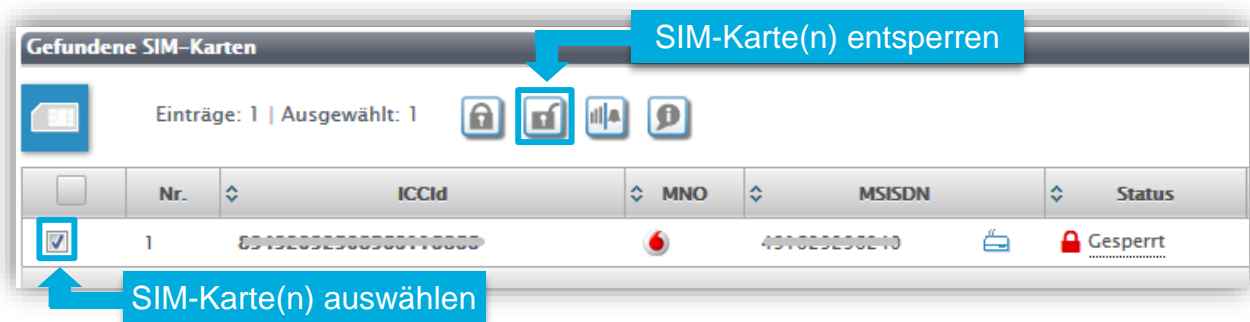 SIM-Karte(n) entsperren
Gefundene SIM-Karten
Einträge: 1 | Ausgewählt: 1
Nr. ICCId MNO MSISDN Status
1 Gesperrt
SIM-Karte(n) auswählen